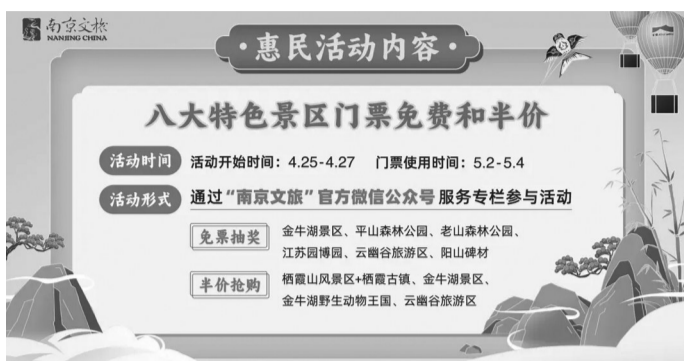 南京文旅
NANJING CHINA
·惠民活动内容·
八大特色景区门票免费和半价
活动时间 活动开始时间：4.25-4.27 门票使用时间：5.2-5.4
活动形式 通过“南京文旅”官方微信公众号 服务专栏参与活动
免票抽奖 金牛湖景区、平山森林公园、老山森林公园、
江苏园博园、云幽谷旅游区、阳山碑材
半价抢购 栖霞山风景区+栖霞古镇、金牛湖景区、
金牛湖野生动物王国、云幽谷旅游区